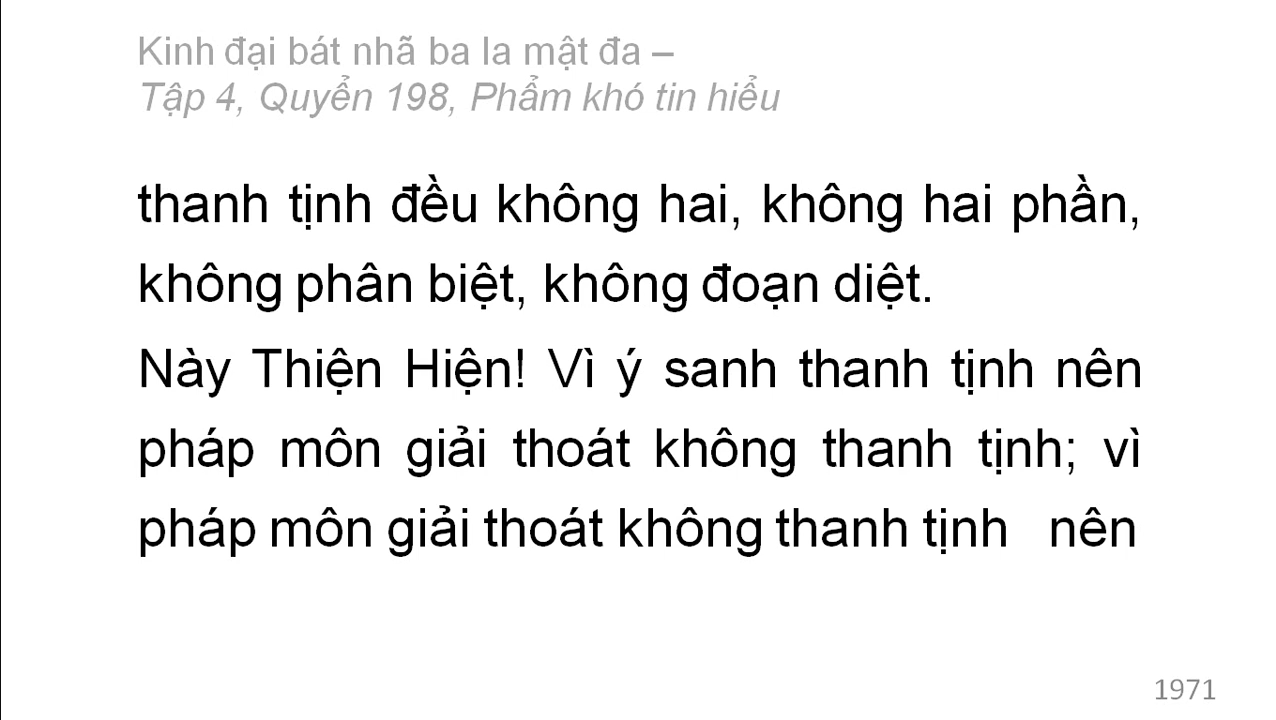 Kinh đại bát nhã ba la mật đa –
Tập 4, Quyển 198, Phẩm khó tin hiểu
thanh tịnh đều không hai, không hai phần,
không phân biệt, không đoạn diệt.
Này Thiện Hiện! Vì ý sanh thanh tịnh nên
pháp môn giải thoát không thanh tịnh; vì
pháp môn giải thoát không thanh tịnh nên
1971